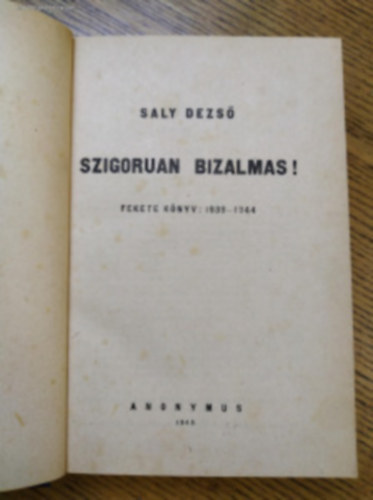 SALY DEZSŐ
SZIGORUAN BIZALMAS!
FEKETE KÖNYV: 1939-1944
ANONYMUS
1945